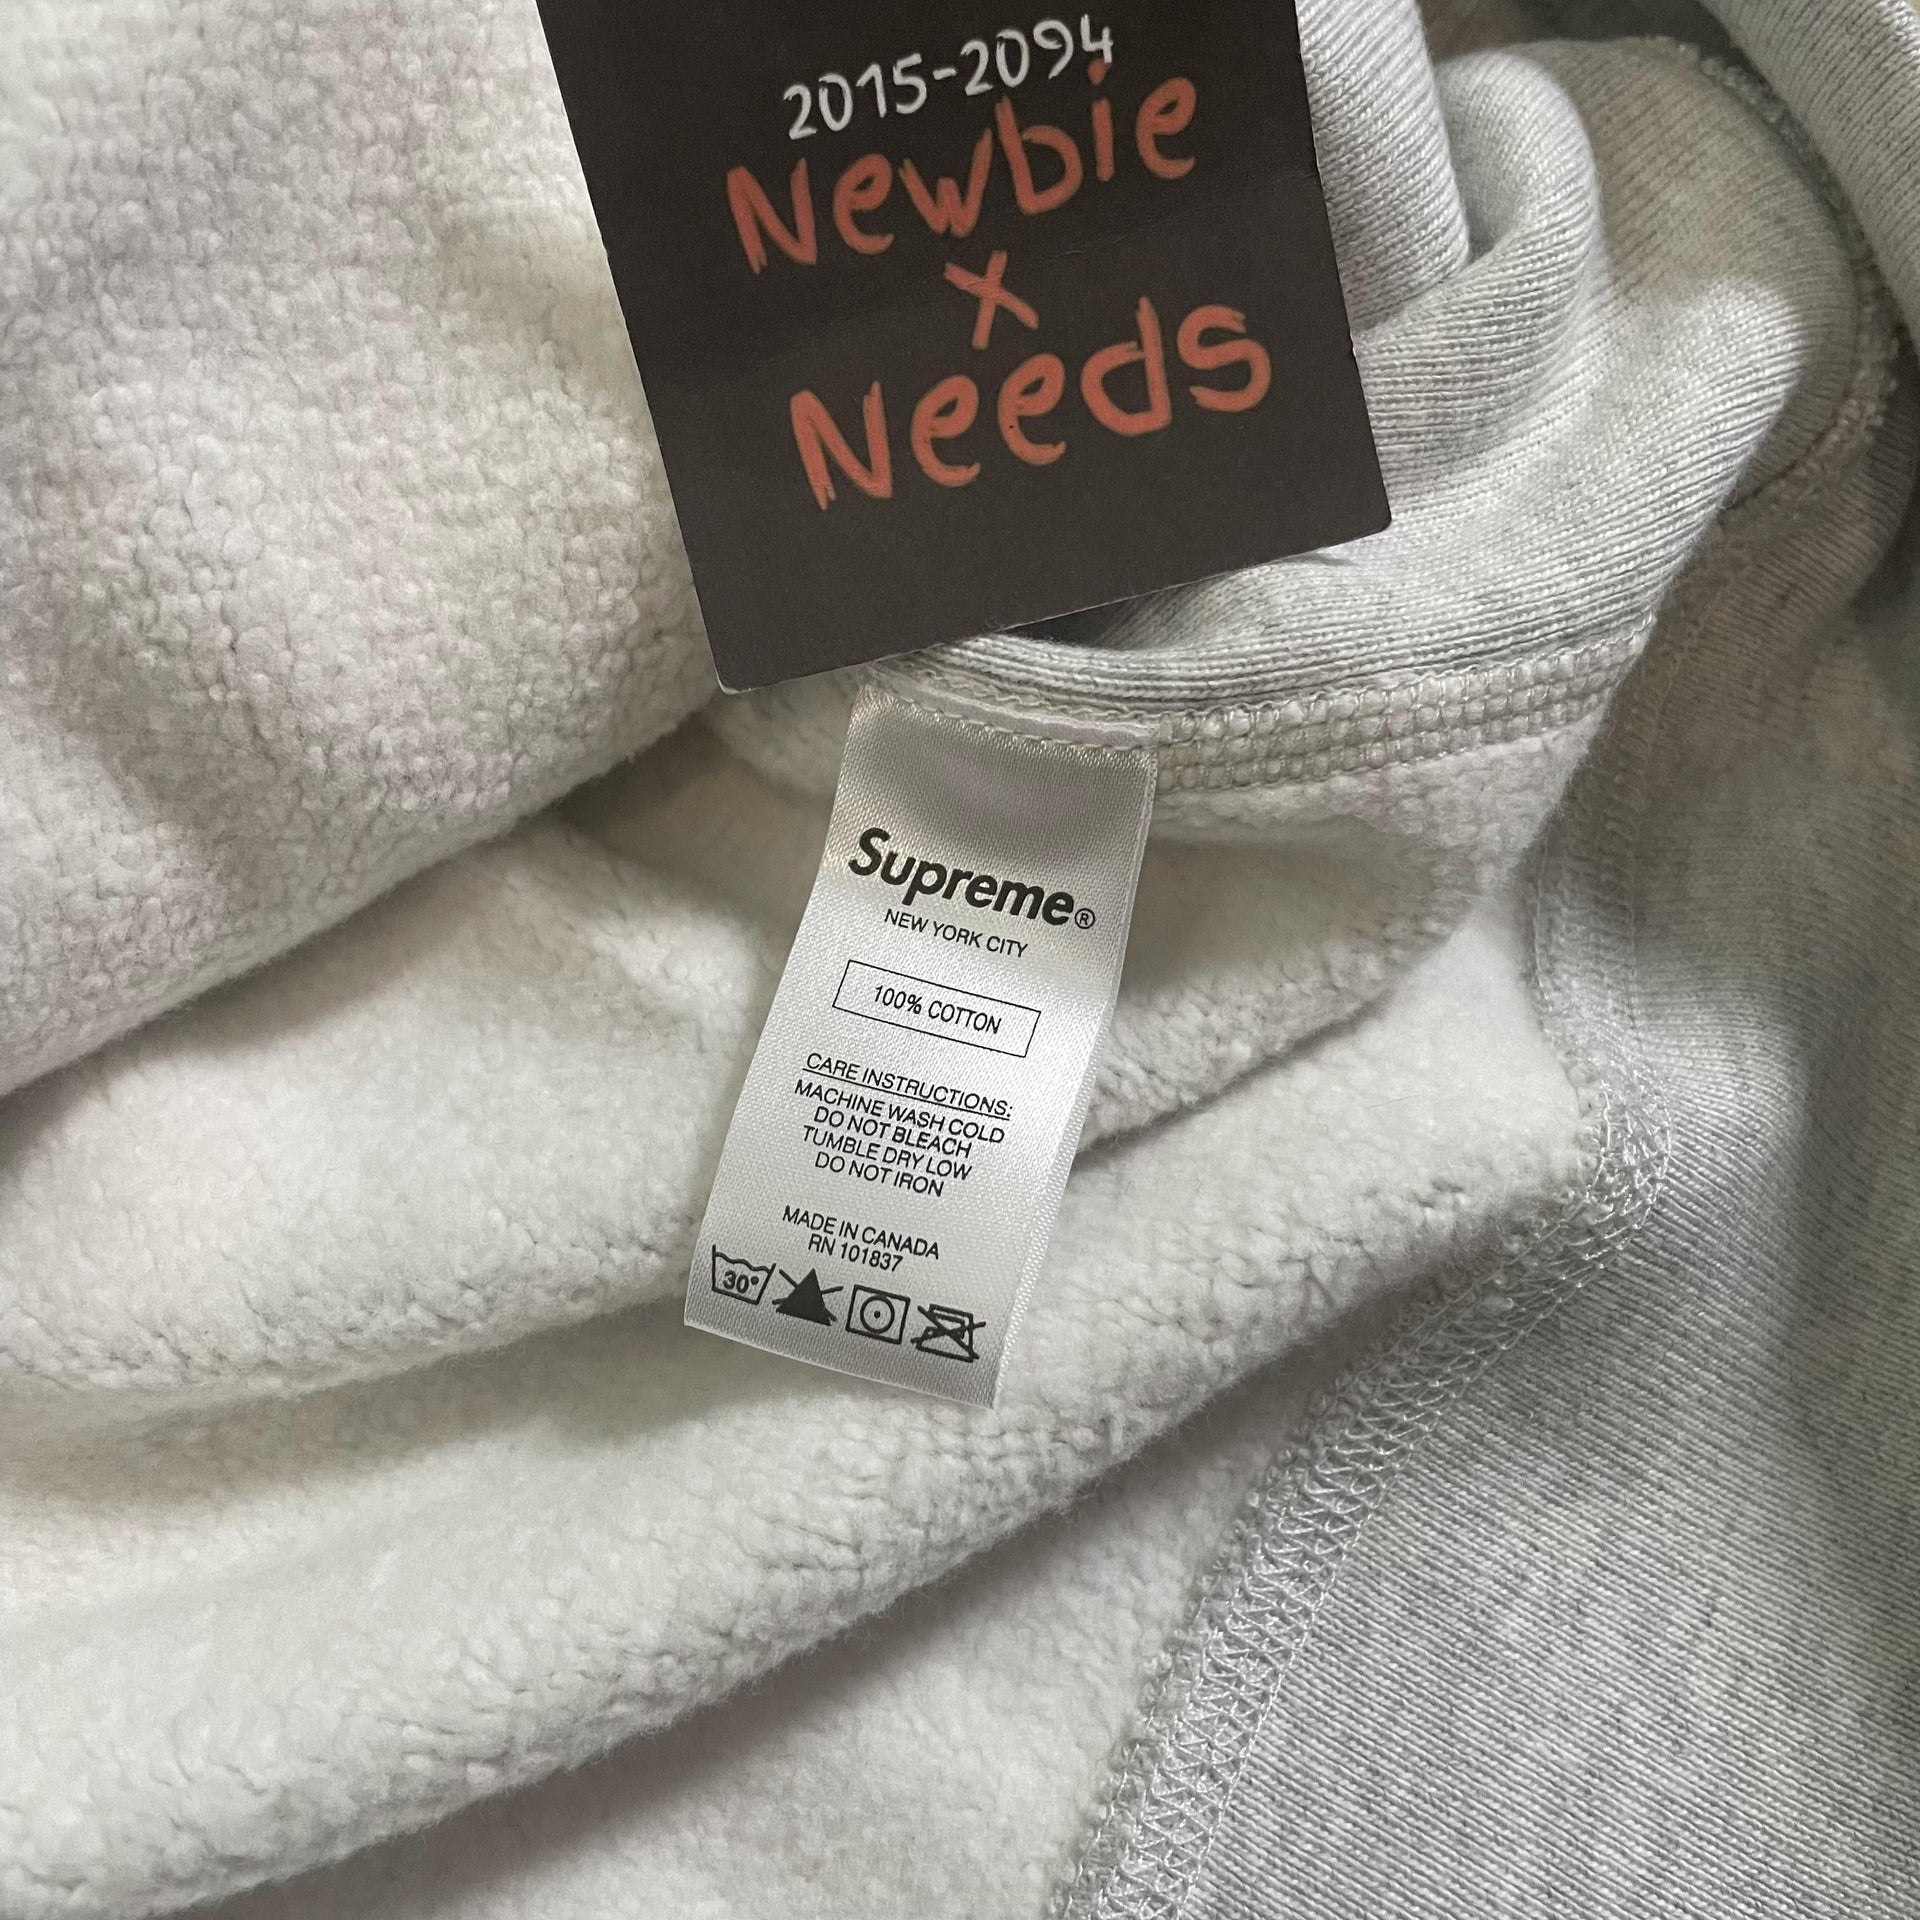 2015-2094
Newbie
x
Needs
Supreme®
NEW YORK CITY
100% COTTON
CARE INSTRUCTIONS:
MACHINE WASH COLD
DO NOT BLEACH
TUMBLE DRY LOW
DO NOT IRON
MADE IN CANADA
RN 101837
30°